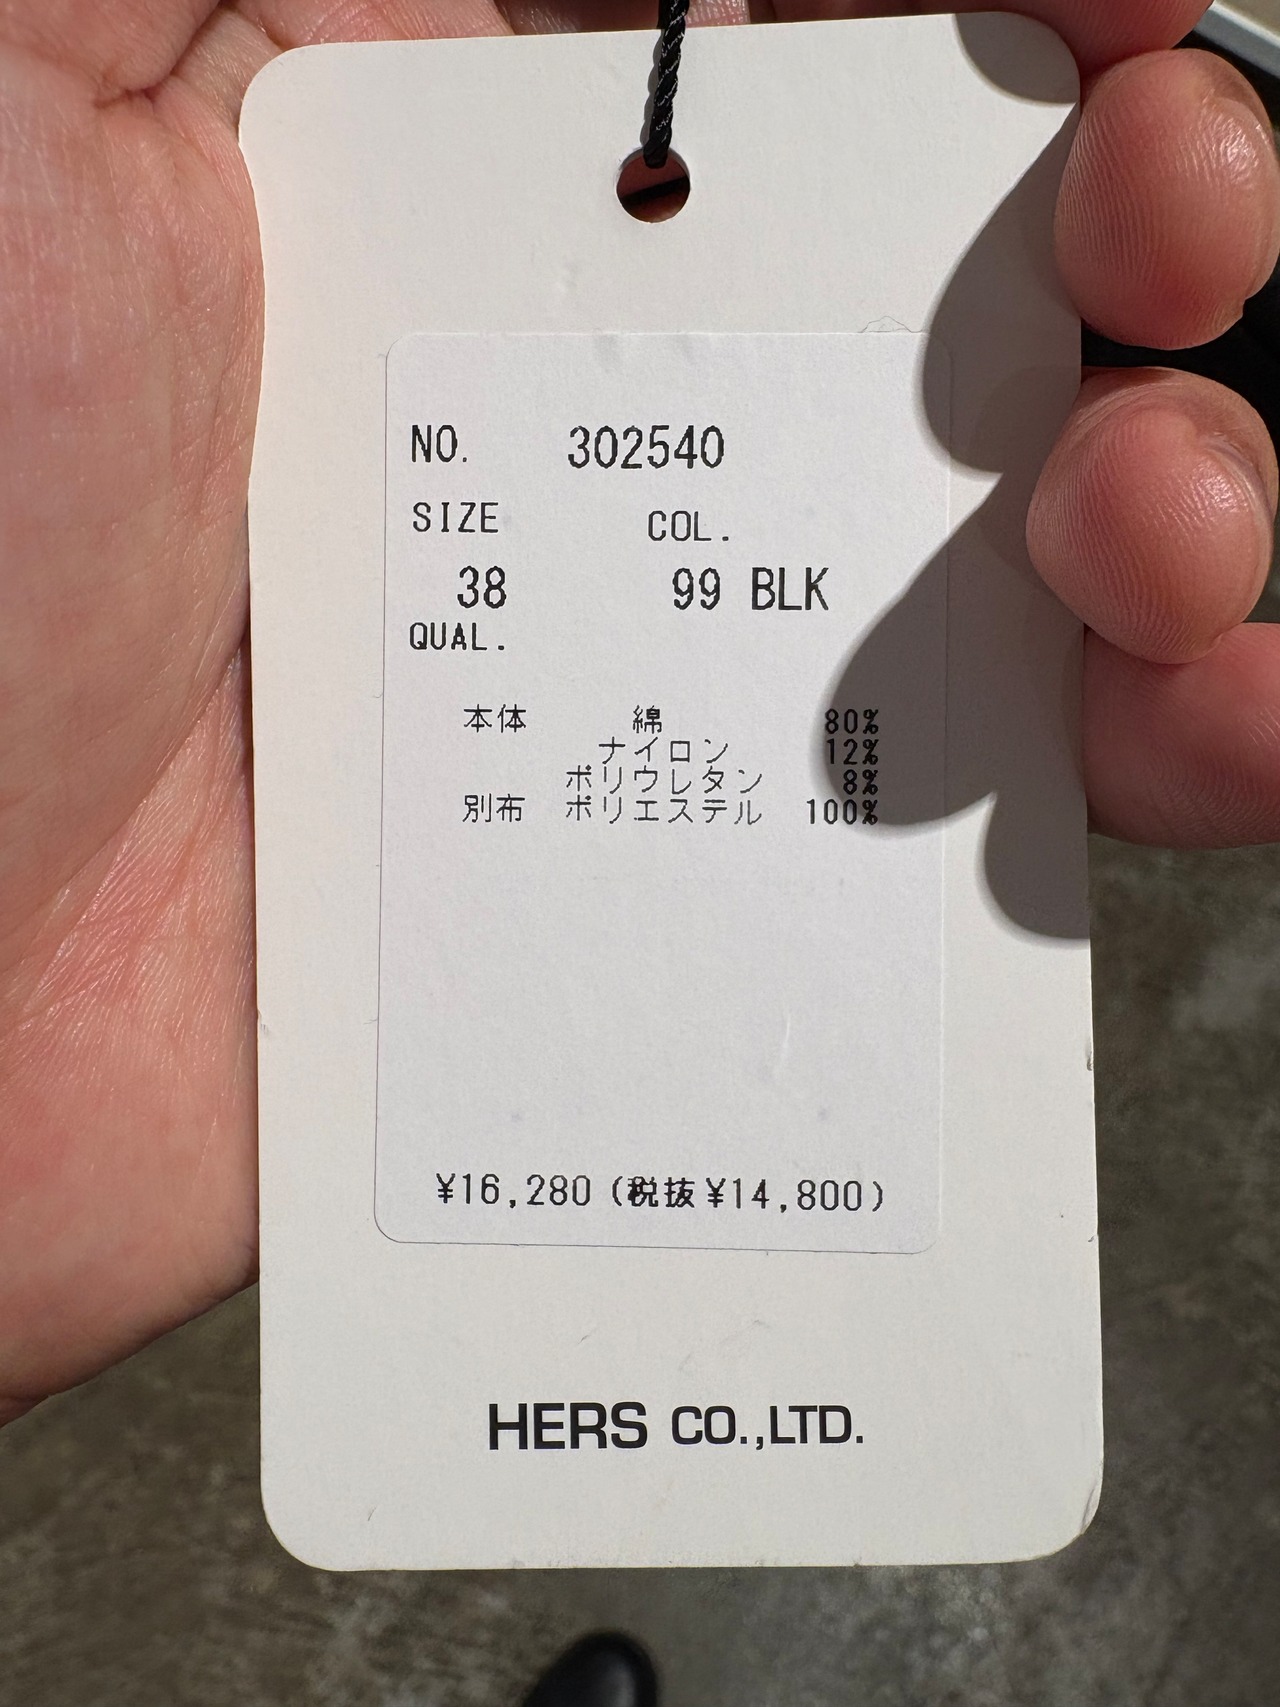 NO. 302540
SIZE COL.
38 99 BLK
QUAL.
本体 綿 80%
ナイロン 12%
ポリウレタン 8%
別布 ポリエステル 100%
¥16,280(税抜¥14,800)
HERS CO.,LTD.